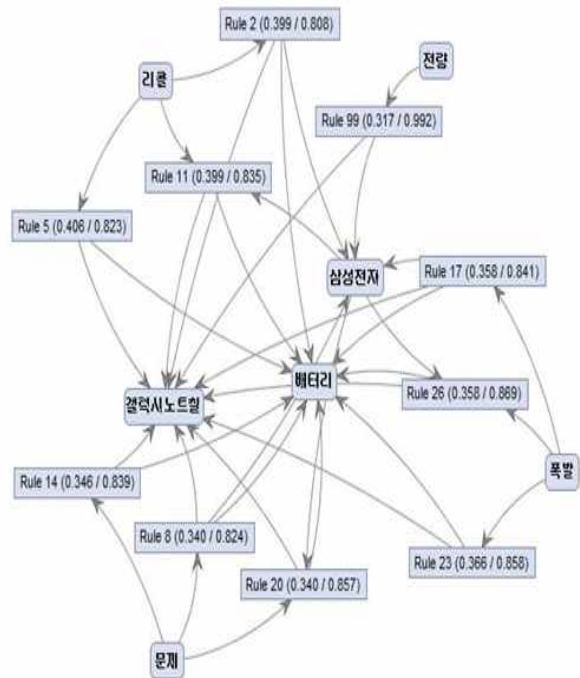 Rule 2 (0.399 / 0.808)
전량
리콜
Rule 99 (0.317 / 0.992)
Rule 11 (0.399 / 0.835)
Rule 5 (0.406 / 0.823)
삼성전자
Rule 17 (0.358 / 0.841)
배터리
Rule 26 (0.358 / 0.869)
갤럭시노트칠
폭발
Rule 14 (0.346 / 0.839)
Rule 8 (0.340 / 0.824)
Rule 23 (0.366 / 0.858)
Rule 20 (0.340 / 0.857)
문제